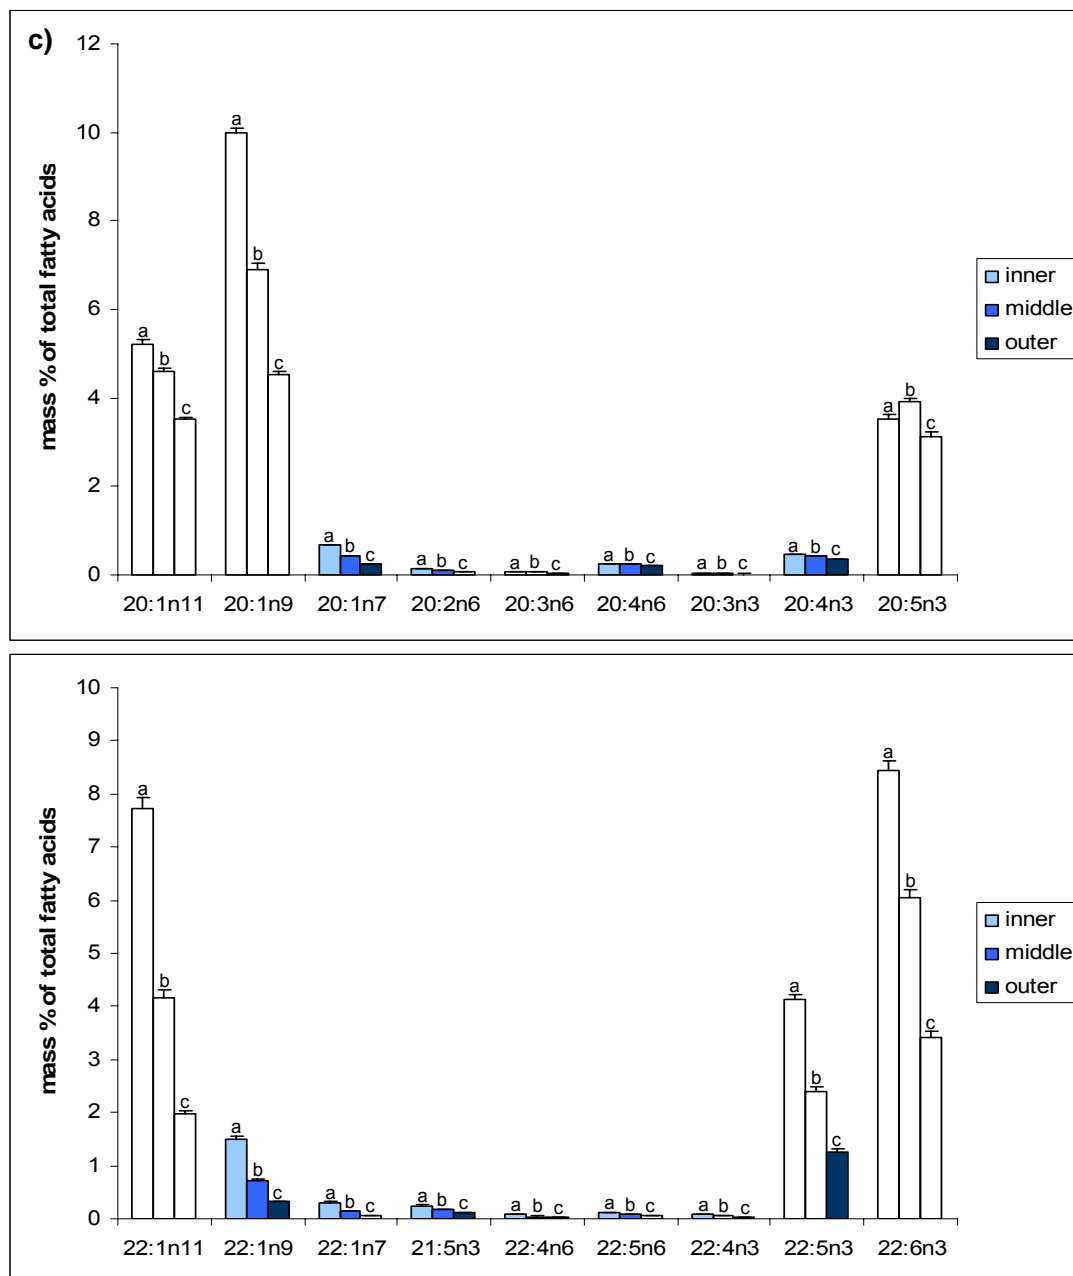 c)
mass % of total fatty acids
12
10
8
6
4
2
0
a b c
a b c
a b c
a b c
a b c
a b c
a b c
a b c
a b c
20:1n11 20:1n9 20:1n7 20:2n6 20:3n6 20:4n6 20:3n3 20:4n3 20:5n3
inner
middle
outer
mass % of total fatty acids
10
9
8
7
6
5
4
3
2
1
0
a b c
a b c
a b c
a b c
a b c
a b c
a b c
a b c
a b c
22:1n11 22:1n9 22:1n7 21:5n3 22:4n6 22:5n6 22:4n3 22:5n3 22:6n3
inner
middle
outer